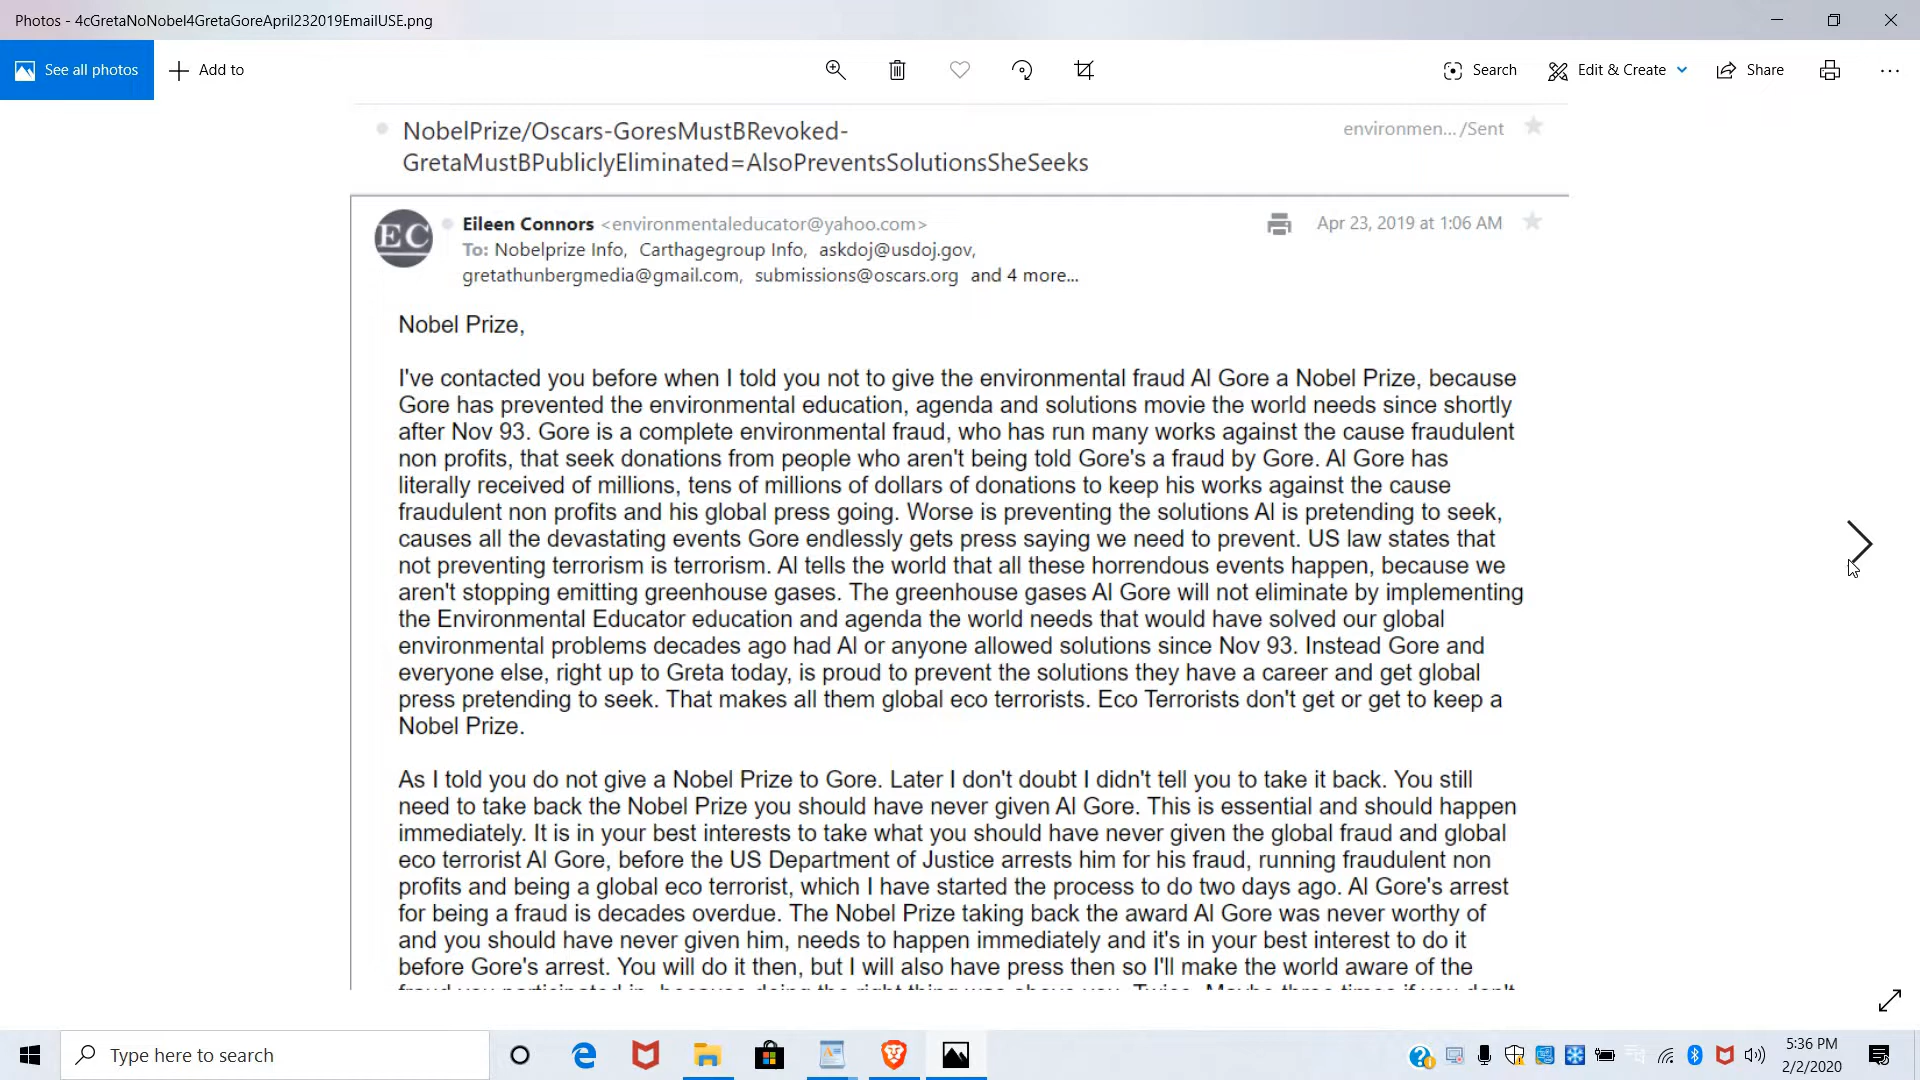 Photos - 4cGretaNoNobel4GretaGoreApril232019EmailUSE.png
See all photos
Add to
Search
Edit & Create
Share
NobelPrize/Oscars-GoresMustBRevoked-
GretaMustBPubliclyEliminated=AlsoPreventsSolutionsSheSeeks
environmen... /Sent
EC
Eileen Connors <environmentaleducator@yahoo.com>
Apr 23, 2019 at 1:06 AM
To: Nobelprize Info, Carthagegroup Info, askdoj@usdoj.gov,
gretathunbergmedia@gmail.com, submissions@oscars.org and 4 more...
Nobel Prize,
I've contacted you before when I told you not to give the environmental fraud Al Gore a Nobel Prize, because
Gore has prevented the environmental education, agenda and solutions movie the world needs since shortly
after Nov 93. Gore is a complete environmental fraud, who has run many works against the cause fraudulent
non profits, that seek donations from people who aren't being told Gore's a fraud by Gore. Al Gore has
literally received of millions, tens of millions of dollars of donations to keep his works against the cause
fraudulent non profits and his global press going. Worse is preventing the solutions Al is pretending to seek,
causes all the devastating events Gore endlessly gets press saying we need to prevent. US law states that
not preventing terrorism is terrorism. Al tells the world that all these horrendous events happen, because we
aren't stopping emitting greenhouse gases. The greenhouse gases Al Gore will not eliminate by implementing
the Environmental Educator education and agenda the world needs that would have solved our global
environmental problems decades ago had Al or anyone allowed solutions since Nov 93. Instead Gore and
everyone else, right up to Greta today, is proud to prevent the solutions they have a career and get global
press pretending to seek. That makes all them global eco terrorists. Eco Terrorists don't get or get to keep a
Nobel Prize.
As I told you do not give a Nobel Prize to Gore. Later I don't doubt I didn't tell you to take it back. You still
need to take back the Nobel Prize you should have never given Al Gore. This is essential and should happen
immediately. It is in your best interests to take what you should have never given the global fraud and global
eco terrorist Al Gore, before the US Department of Justice arrests him for his fraud, running fraudulent non
profits and being a global eco terrorist, which I have started the process to do two days ago. Al Gore's arrest
for being a fraud is decades overdue. The Nobel Prize taking back the award Al Gore was never worthy of
and you should have never given him, needs to happen immediately and it's in your best interest to do it
before Gore's arrest. You will do it then, but I will also have press then so I'll make the world aware of the
fraud you participated in, because doing the right thing was above you. Twice. Maybe three times if you don't
Type here to search
5:36 PM
2/2/2020